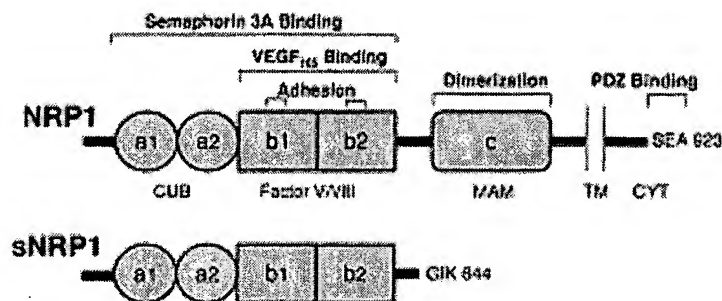 Semaphorin 3A Binding
VEGF165 Binding
Adhesion
Dimerization
PDZ Binding
NRP1
a1 a2 b1 b2 c
SEA 923
CUB
Factor V/VIII
MAM
TM
CYT
sNRP1
a1 a2 b1 b2
GIK 644